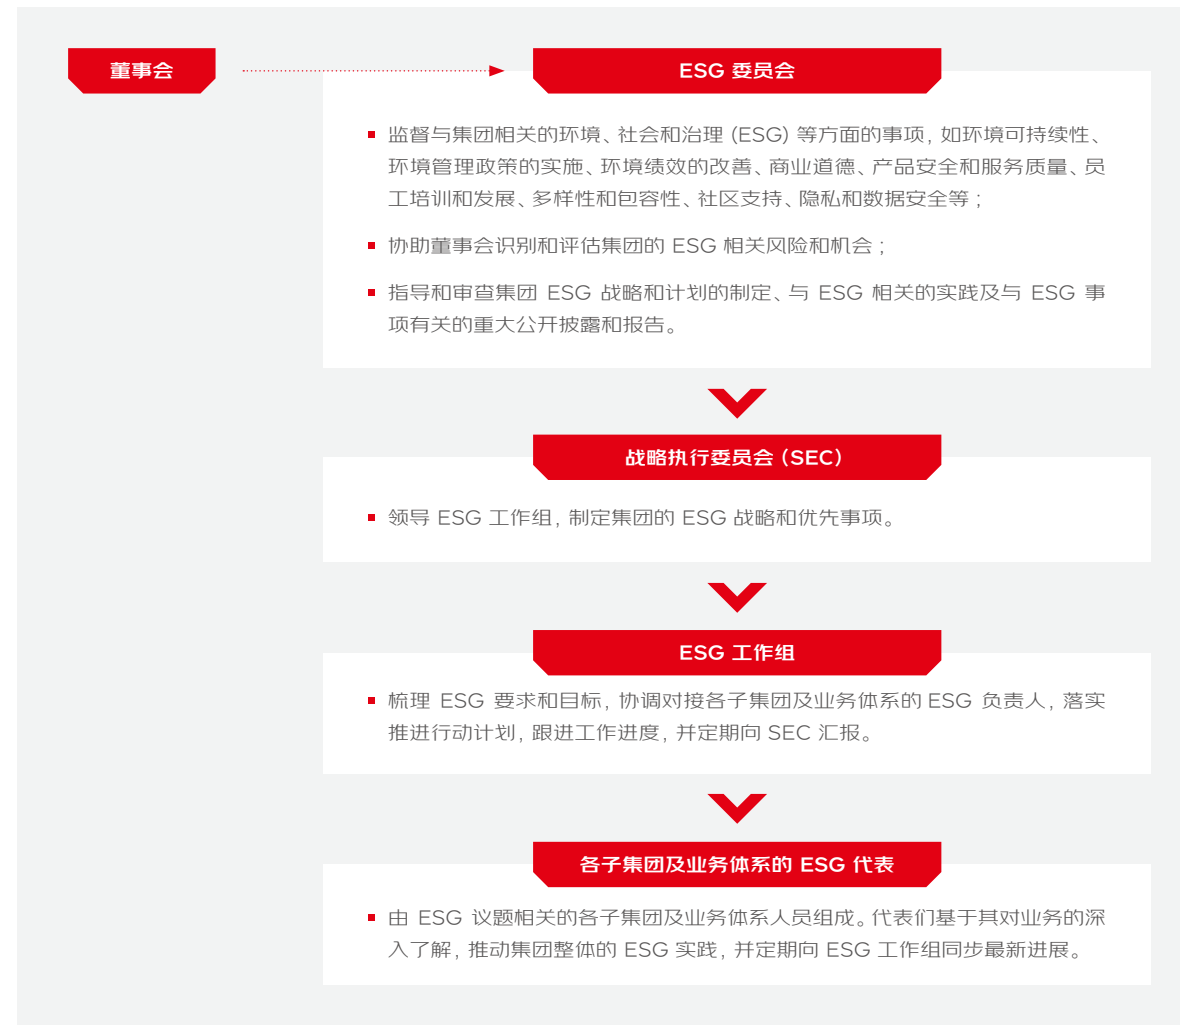 董事会
ESG 委员会
监督与集团相关的环境、社会和治理 (ESG) 等方面的事项, 如环境可持续性、
环境管理政策的实施、环境绩效的改善、商业道德、产品安全和服务质量、员
工培训和发展、多样性和包容性、社区支持、隐私和数据安全等;
协助董事会识别和评估集团的 ESG 相关风险和机会;
指导和审查集团 ESG 战略和计划的制定、与 ESG 相关的实践及与 ESG 事
项有关的重大公开披露和报告。
战略执行委员会 (SEC)
领导 ESG 工作组, 制定集团的 ESG 战略和优先事项。
ESG 工作组
梳理 ESG 要求和目标, 协调对接各子集团及业务体系的 ESG 负责人, 落实
推进行动计划, 跟进工作进度, 并定期向 SEC 汇报。
各子集团及业务体系的 ESG 代表
由 ESG 议题相关的各子集团及业务体系人员组成。代表们基于其对业务的深
入了解, 推动集团整体的 ESG 实践, 并定期向 ESG 工作组同步最新进展。